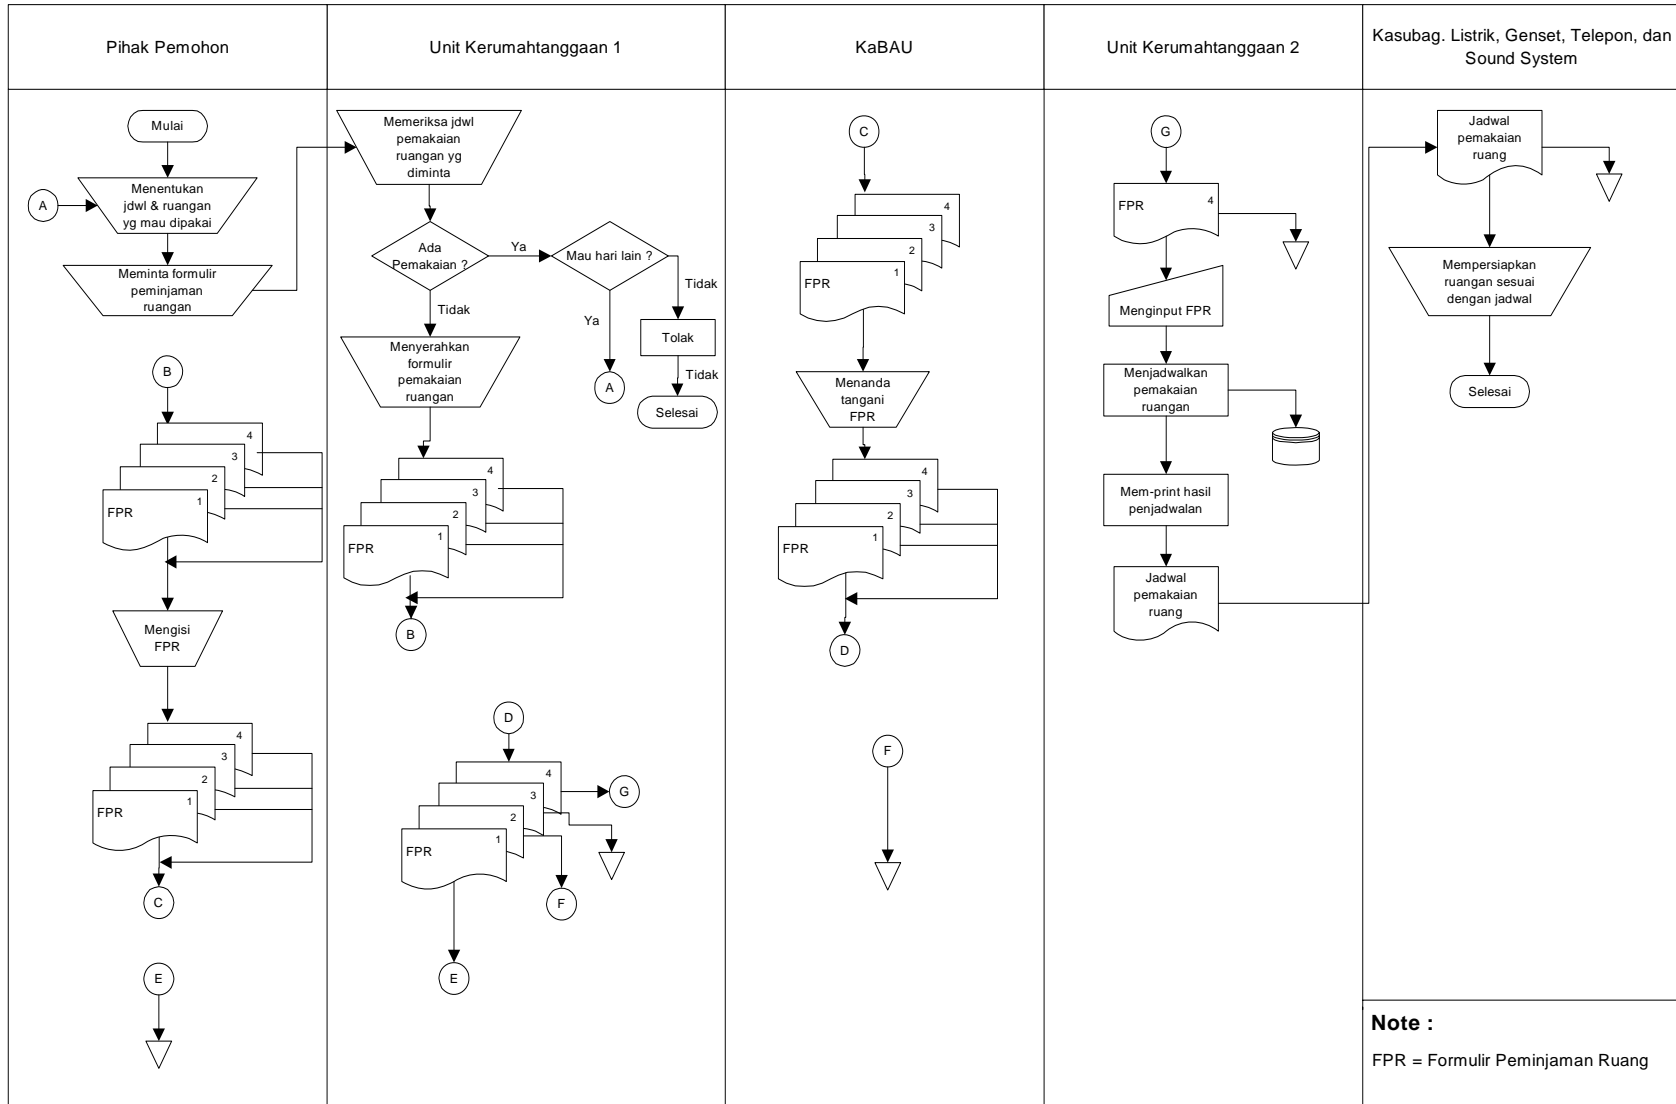 Pihak Pemohon
Unit Kerumahtanggaan 1
KaBAU
Unit Kerumahtanggaan 2
Kasubag. Listrik, Genset, Telepon, dan
Sound System
Mulai
A
Menentukan
jdwl & ruangan
yg mau dipakai
Meminta formulir
peminjaman
ruangan
B
4
3
2
1
FPR
Mengisi
FPR
4
3
2
1
FPR
C
E
Memeriksa jdwl
pemakaian
ruangan yg
diminta
Ada
Pemakaian ?
Ya
Mau hari lain ?
Tidak
Tidak
Ya
Tolak
Tidak
Selesai
A
Menyerahkan
formulir
pemakaian
ruangan
4
3
2
1
FPR
B
D
4
3
2
1
FPR
G
F
E
C
4
3
2
1
FPR
Menanda
tangani
FPR
4
3
2
1
FPR
D
F
G
FPR
4
Menginput FPR
Menjadwalkan
pemakaian
ruangan
Mem-print hasil
penjadwalan
Jadwal
pemakaian
ruang
Jadwal
pemakaian
ruang
Mempersiapkan
ruangan sesuai
dengan jadwal
Selesai
Note :
FPR = Formulir Peminjaman Ruang